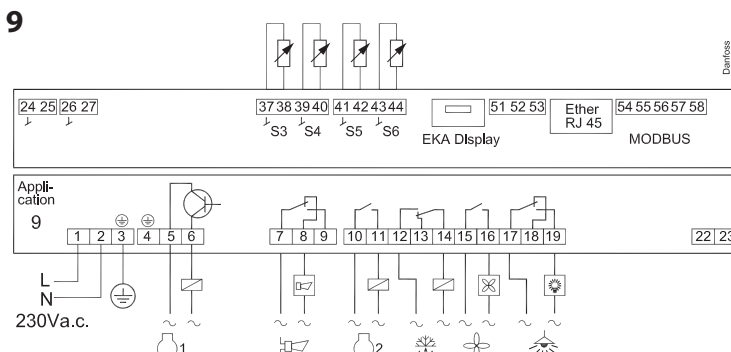 9
Danfoss
24 25 26 27 37 38 39 40 41 42 43 44 51 52 53 Ether 54 55 56 57 58
RJ 45
S3 S4 S5 S6 EKA Display MODBUS
Appli-
cation
9
1 2 3 4 5 6 7 8 9 10 11 12 13 14 15 16 17 18 19 22 23
L
N
230Va.c.
1 2